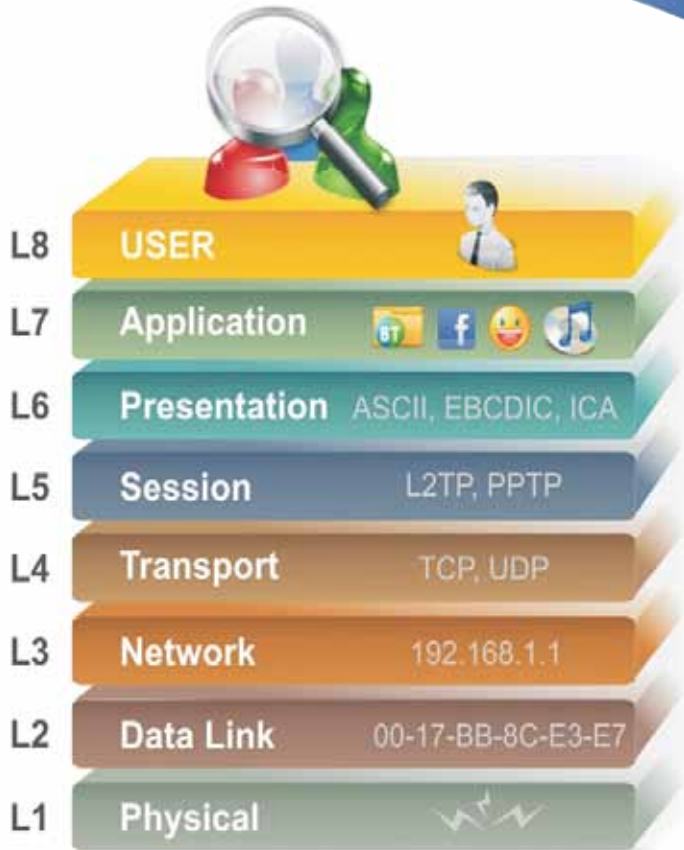 L8 USER
L7 Application BT f
L6 Presentation ASCII, EBCDIC, ICA
L5 Session L2TP, PPTP
L4 Transport TCP, UDP
L3 Network 192.168.1.1
L2 Data Link 00-17-BB-8C-E3-E7
L1 Physical